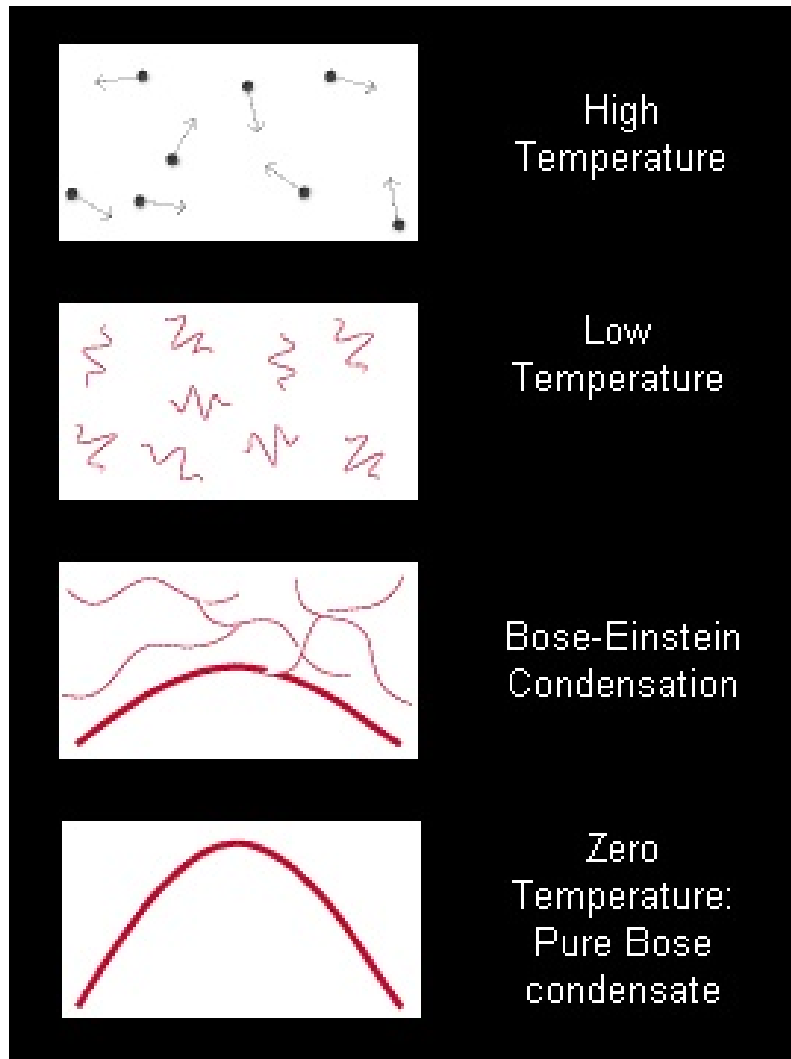 High
Temperature
Low
Temperature
Bose-Einstein
Condensation
Zero
Temperature:
Pure Bose
condensate